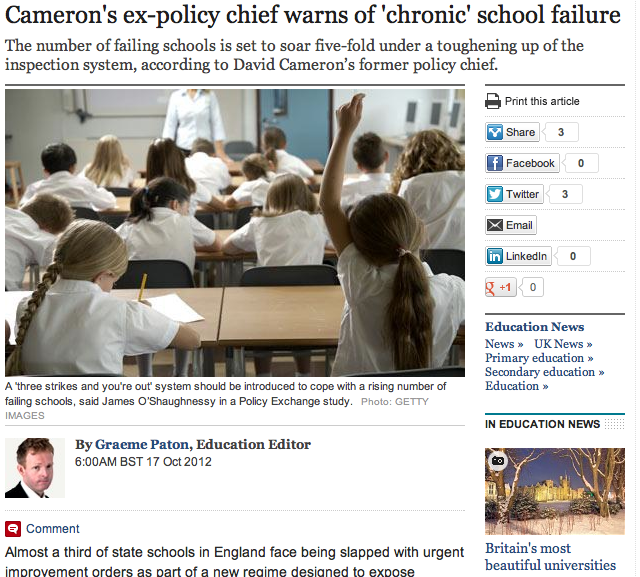 Cameron's ex-policy chief warns of 'chronic' school failure
The number of failing schools is set to soar five-fold under a toughening up of the
inspection system, according to David Cameron’s former policy chief.
A 'three strikes and you're out' system should be introduced to cope with a rising number of
failing schools, said James O’Shaughnessy in a Policy Exchange study. Photo: GETTY
IMAGES
By Graeme Paton, Education Editor
6:00AM BST 17 Oct 2012
Comment
Almost a third of state schools in England face being slapped with urgent
improvement orders as part of a new regime designed to expose
Print this article
Share 3
Facebook 0
Twitter 3
Email
LinkedIn 0
g +1 0
Education News
News » UK News »
Primary education »
Secondary education »
Education »
IN EDUCATION NEWS
Britain's most
beautiful universities